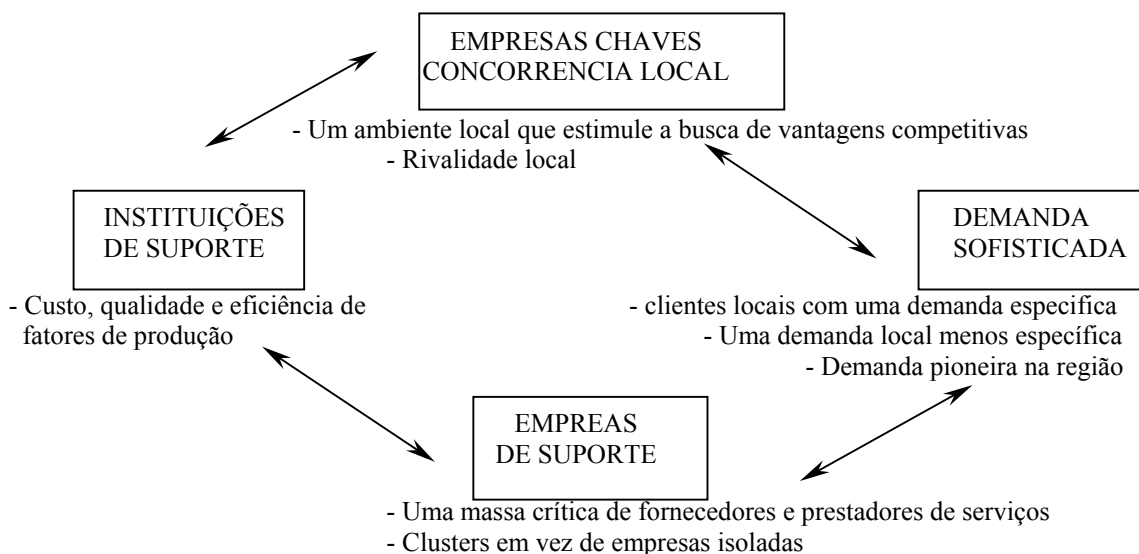 EMPRESAS CHAVES
CONCORRENCIA LOCAL
- Um ambiente local que estimule a busca de vantagens competitivas
- Rivalidade local
INSTITUIÇÕES
DE SUPORTE
- Custo, qualidade e eficiência de
fatores de produção
DEMANDA
SOFISTICADA
- clientes locais com uma demanda especifica
- Uma demanda local menos específica
- Demanda pioneira na região
EMPREAS
DE SUPORTE
- Uma massa crítica de fornecedores e prestadores de serviços
- Clusters em vez de empresas isoladas